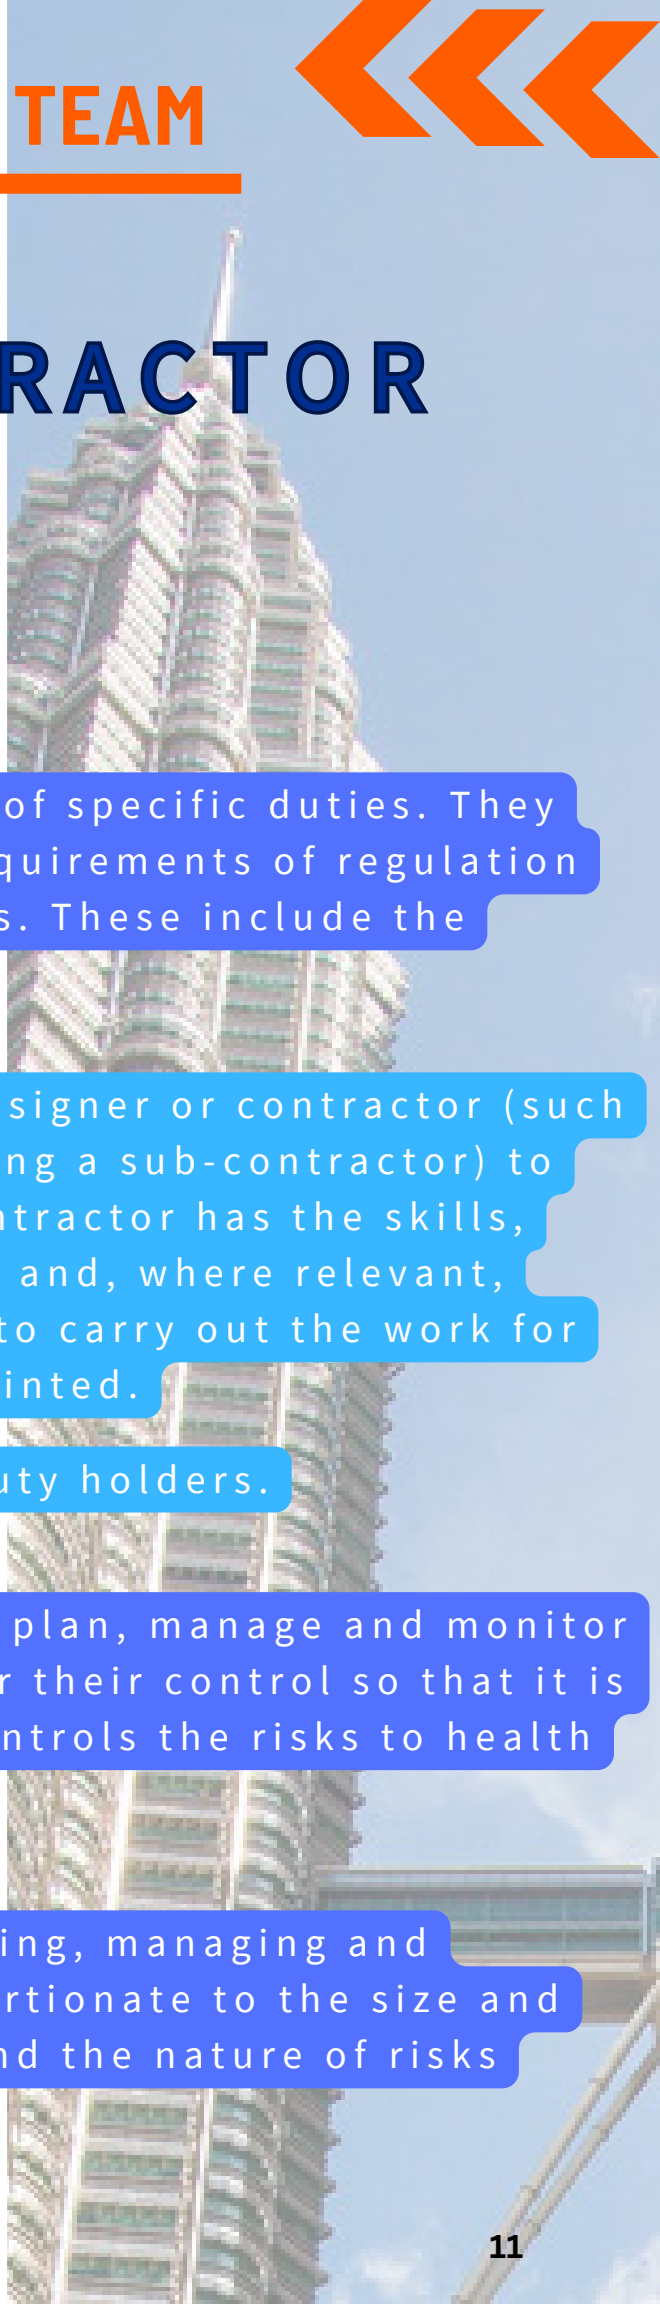 TEAM
RACTOR
of specific duties. They
quirements of regulation
s. These include the
signer or contractor (such
ng a sub-contractor) to
ntractor has the skills,
and, where relevant,
to carry out the work for
inted.
uty holders.
plan, manage and monitor
r their control so that it is
ntrols the risks to health
ing, managing and
rtionate to the size and
nd the nature of risks
11